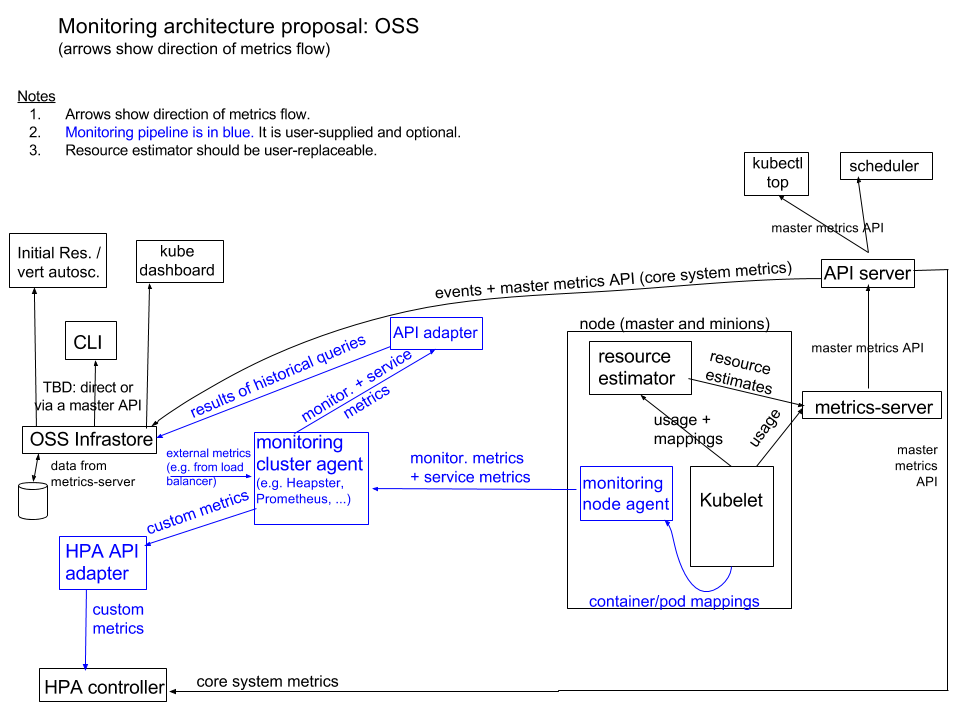 Monitoring architecture proposal: OSS
(arrows show direction of metrics flow)
Notes
1. Arrows show direction of metrics flow.
2. Monitoring pipeline is in blue. It is user-supplied and optional.
3. Resource estimator should be user-replaceable.
kubectl
top
scheduler
master metrics API
Initial Res. /
vert autosc.
kube
dashboard
API server
events + master metrics API (core system metrics)
CLI
API adapter
node (master and minions)
results of historical queries
monitor. + service
metrics
resource
estimator
resource
estimates
master metrics API
TBD: direct or
via a master API
metrics-server
usage +
mappings
usage
OSS Infrastore
monitoring
cluster agent
(e.g. Heapster,
Prometheus, ...)
external metrics
(e.g. from load
balancer)
monitor. metrics
+ service metrics
master
metrics
API
data from
metrics-server
monitoring
node agent
Kubelet
custom metrics
HPA API
adapter
container/pod mappings
custom
metrics
HPA controller
core system metrics